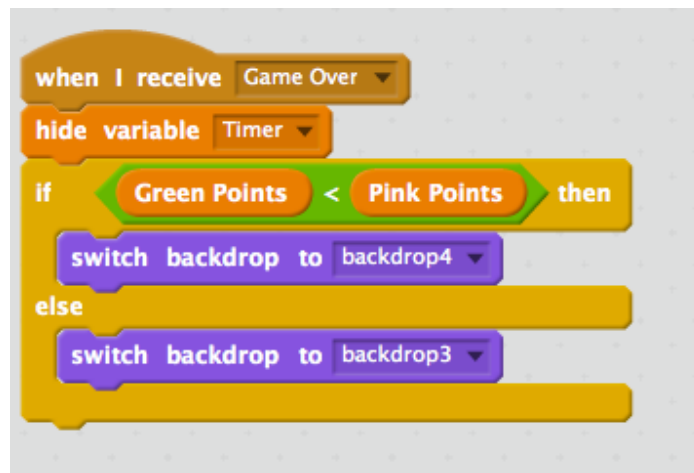 when I receive Game Over
hide variable Timer
if Green Points < Pink Points then
switch backdrop to backdrop4
else
switch backdrop to backdrop3